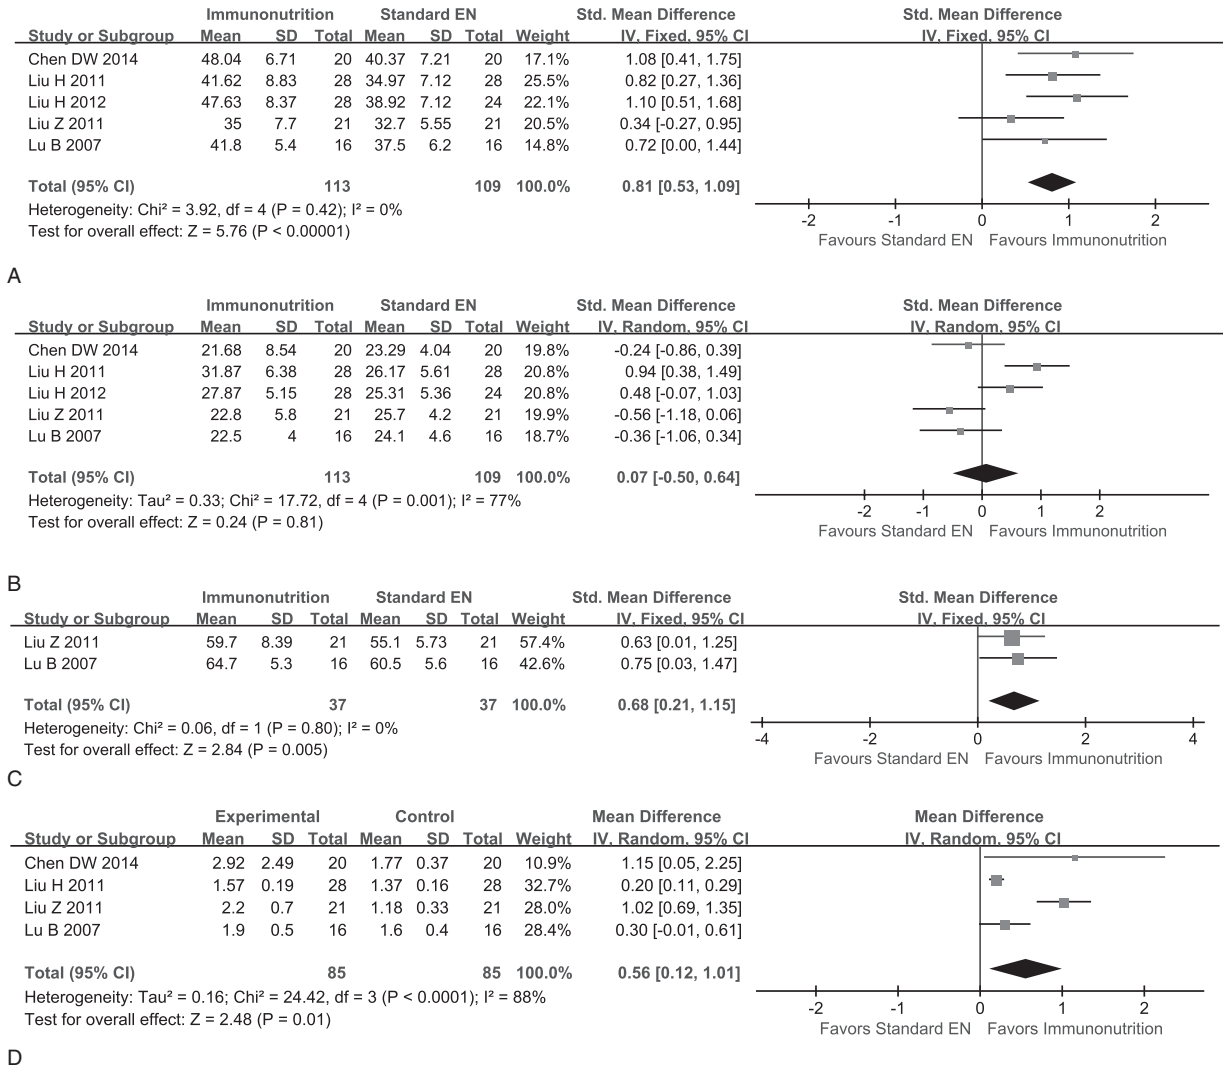 Immunonutrition Standard EN Std. Mean Difference Std. Mean Difference
Study or Subgroup Mean SD Total Mean SD Total Weight IV, Fixed, 95% CI IV, Fixed, 95% CI
Chen DW 2014 48.04 6.71 20 40.37 7.21 20 17.1% 1.08 [0.41, 1.75]
Liu H 2011 41.62 8.83 28 34.97 7.12 28 25.5% 0.82 [0.27, 1.36]
Liu H 2012 47.63 8.37 28 38.92 7.12 24 22.1% 1.10 [0.51, 1.68]
Liu Z 2011 35 7.7 21 32.7 5.55 21 20.5% 0.34 [-0.27, 0.95]
Lu B 2007 41.8 5.4 16 37.5 6.2 16 14.8% 0.72 [0.00, 1.44]
Total (95% CI) 113 109 100.0% 0.81 [0.53, 1.09]
Heterogeneity: Chi² = 3.92, df = 4 (P = 0.42); I² = 0%
Test for overall effect: Z = 5.76 (P < 0.00001)
-2 -1 0 1 2
Favours Standard EN Favours Immunonutrition
A
Immunonutrition Standard EN Std. Mean Difference Std. Mean Difference
Study or Subgroup Mean SD Total Mean SD Total Weight IV, Random, 95% CI IV, Random, 95% CI
Chen DW 2014 21.68 8.54 20 23.29 4.04 20 19.8% -0.24 [-0.86, 0.39]
Liu H 2011 31.87 6.38 28 26.17 5.61 28 20.8% 0.94 [0.38, 1.49]
Liu H 2012 27.87 5.15 28 25.31 5.36 24 20.8% 0.48 [-0.07, 1.03]
Liu Z 2011 22.8 5.8 21 25.7 4.2 21 19.9% -0.56 [-1.18, 0.06]
Lu B 2007 22.5 4 16 24.1 4.6 16 18.7% -0.36 [-1.06, 0.34]
Total (95% CI) 113 109 100.0% 0.07 [-0.50, 0.64]
Heterogeneity: Tau² = 0.33; Chi² = 17.72, df = 4 (P = 0.001); I² = 77%
Test for overall effect: Z = 0.24 (P = 0.81)
-2 -1 0 1 2
Favours Standard EN Favours Immunonutrition
B
Immunonutrition Standard EN Std. Mean Difference Std. Mean Difference
Study or Subgroup Mean SD Total Mean SD Total Weight IV, Fixed, 95% CI IV, Fixed, 95% CI
Liu Z 2011 59.7 8.39 21 55.1 5.73 21 57.4% 0.63 [0.01, 1.25]
Lu B 2007 64.7 5.3 16 60.5 5.6 16 42.6% 0.75 [0.03, 1.47]
Total (95% CI) 37 37 100.0% 0.68 [0.21, 1.15]
Heterogeneity: Chi² = 0.06, df = 1 (P = 0.80); I² = 0%
Test for overall effect: Z = 2.84 (P = 0.005)
-4 -2 0 2 4
Favours Standard EN Favours Immunonutrition
C
Experimental Control Mean Difference Mean Difference
Study or Subgroup Mean SD Total Mean SD Total Weight IV, Random, 95% CI IV, Random, 95% CI
Chen DW 2014 2.92 2.49 20 1.77 0.37 20 10.9% 1.15 [0.05, 2.25]
Liu H 2011 1.57 0.19 28 1.37 0.16 28 32.7% 0.20 [0.11, 0.29]
Liu Z 2011 2.2 0.7 21 1.18 0.33 21 28.0% 1.02 [0.69, 1.35]
Lu B 2007 1.9 0.5 16 1.6 0.4 16 28.4% 0.30 [-0.01, 0.61]
Total (95% CI) 85 85 100.0% 0.56 [0.12, 1.01]
Heterogeneity: Tau² = 0.16; Chi² = 24.42, df = 3 (P < 0.0001); I² = 88%
Test for overall effect: Z = 2.48 (P = 0.01)
-2 -1 0 1 2
Favors Standard EN Favors Immunonutrition
D